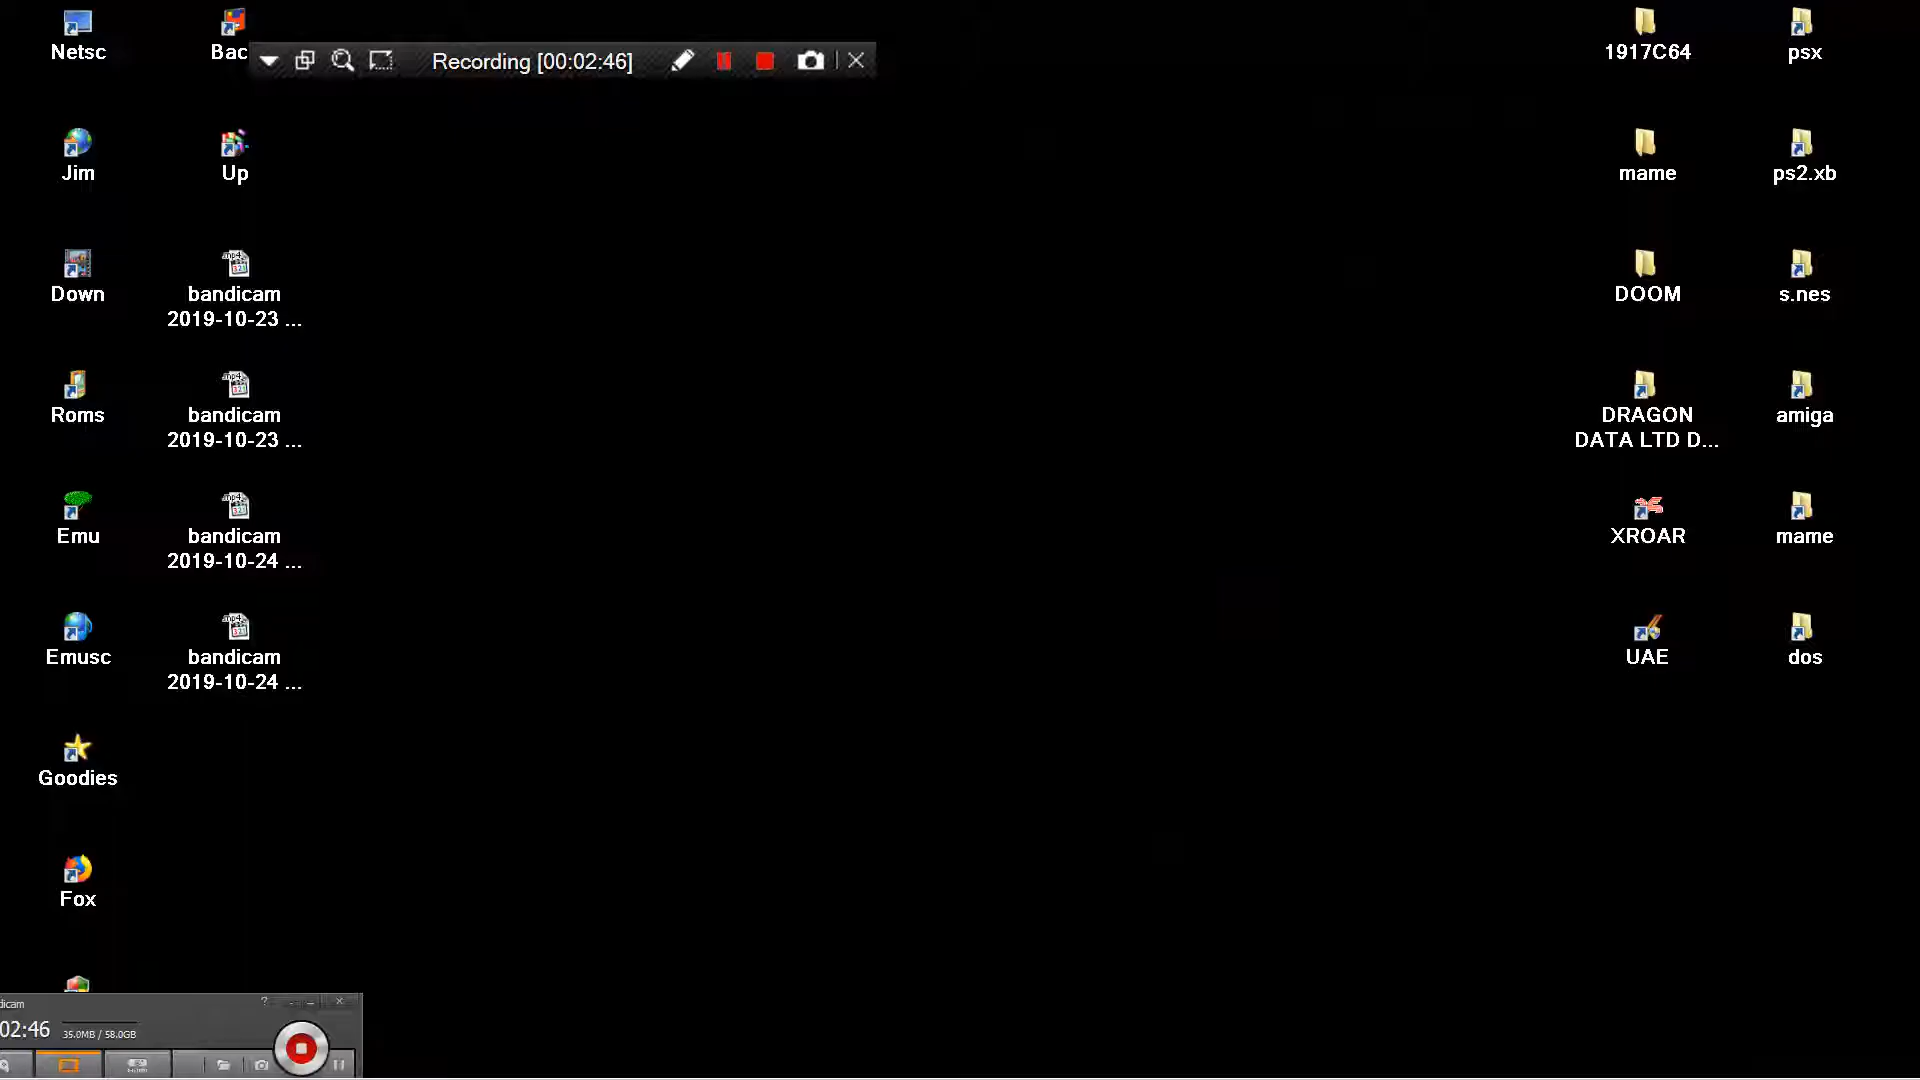 Netsc
Bac
Recording [00:02:46]
1917C64
psx
Jim
Up
mame
ps2.xb
Down
bandicam
2019-10-23 ...
DOOM
s.nes
Roms
bandicam
2019-10-23 ...
DRAGON
DATA LTD D...
amiga
Emu
bandicam
2019-10-24 ...
XROAR
mame
Emusc
bandicam
2019-10-24 ...
UAE
dos
Goodies
Fox
dicam
02:46
35.0MB / 58.0GB